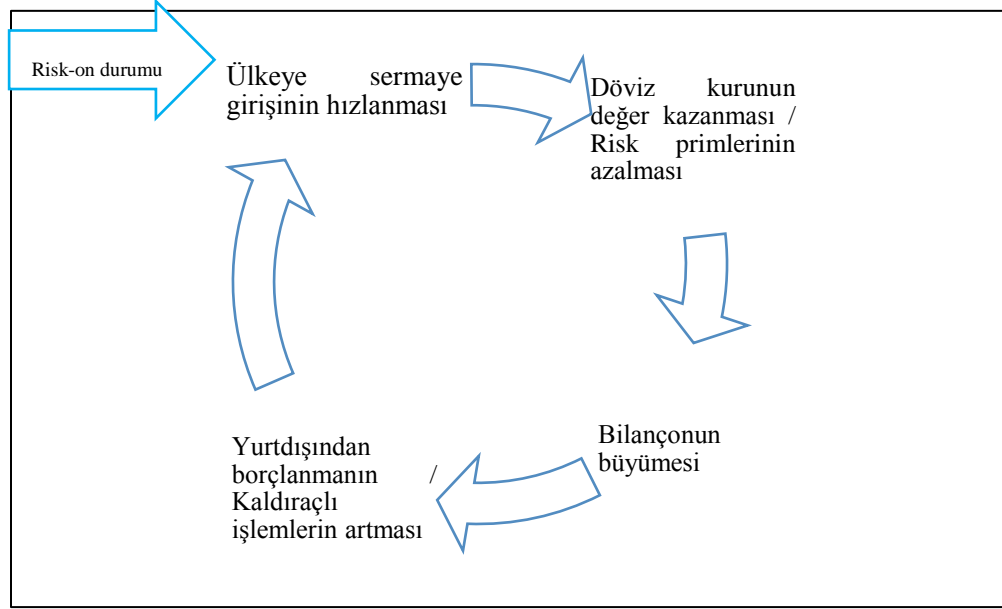 Risk-on durumu
Ülkeye sermaye
girişinin hızlanması
Döviz kurunun
değer kazanması /
Risk primlerinin
azalması
Bilançonun
büyümesi
Yurtdışından
borçlanmanın /
Kaldıraçlı
işlemlerin artması